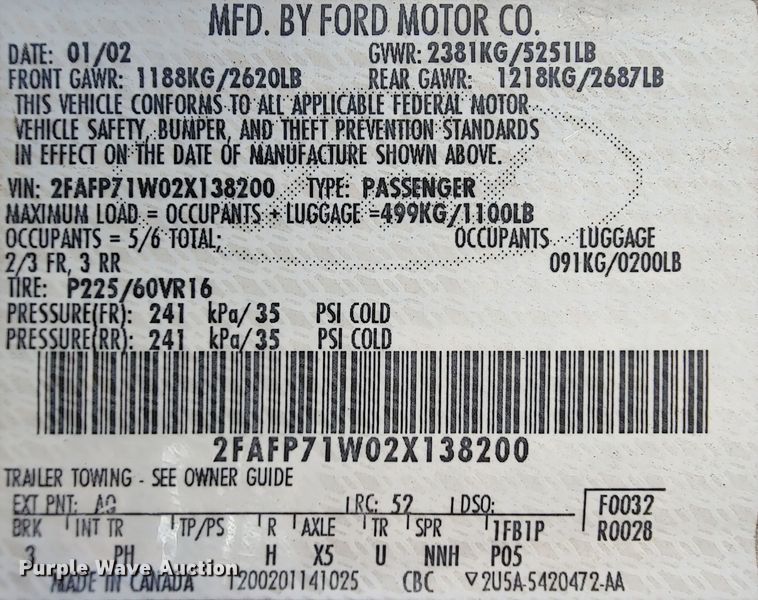 MFD. BY FORD MOTOR CO.
DATE: 01/02 GVWR: 2381KG/5251LB
FRONT GAWR: 1188KG/2620LB REAR GAWR: 1218KG/2687LB
THIS VEHICLE CONFORMS TO ALL APPLICABLE FEDERAL MOTOR
VEHICLE SAFETY, BUMPER, AND THEFT PREVENTION STANDARDS
IN EFFECT ON THE DATE OF MANUFACTURE SHOWN ABOVE.
VIN: 2FAFP71W02X138200 TYPE: PASSENGER
MAXIMUM LOAD = OCCUPANTS + LUGGAGE =499KG/1100LB
OCCUPANTS = 5/6 TOTAL; OCCUPANTS LUGGAGE
2/3 FR, 3 RR 091KG/0200LB
TIRE: P225/60VR16
PRESSURE(FR): 241 kPa/35 PSI COLD
PRESSURE(RR): 241 kPa/35 PSI COLD
2FAFP71W02X138200
TRAILER TOWING - SEE OWNER GUIDE
EXT PNT: AQ RC: 52 DSO: F0032
BRK INT TR TP/PS R AXLE TR SPR 1FB1P R0028
3 PH H X5 U NNH P05
MADE IN CANADA 1200201141025 CBC ▽2U5A-5420472-AA
Purple Wave Auction